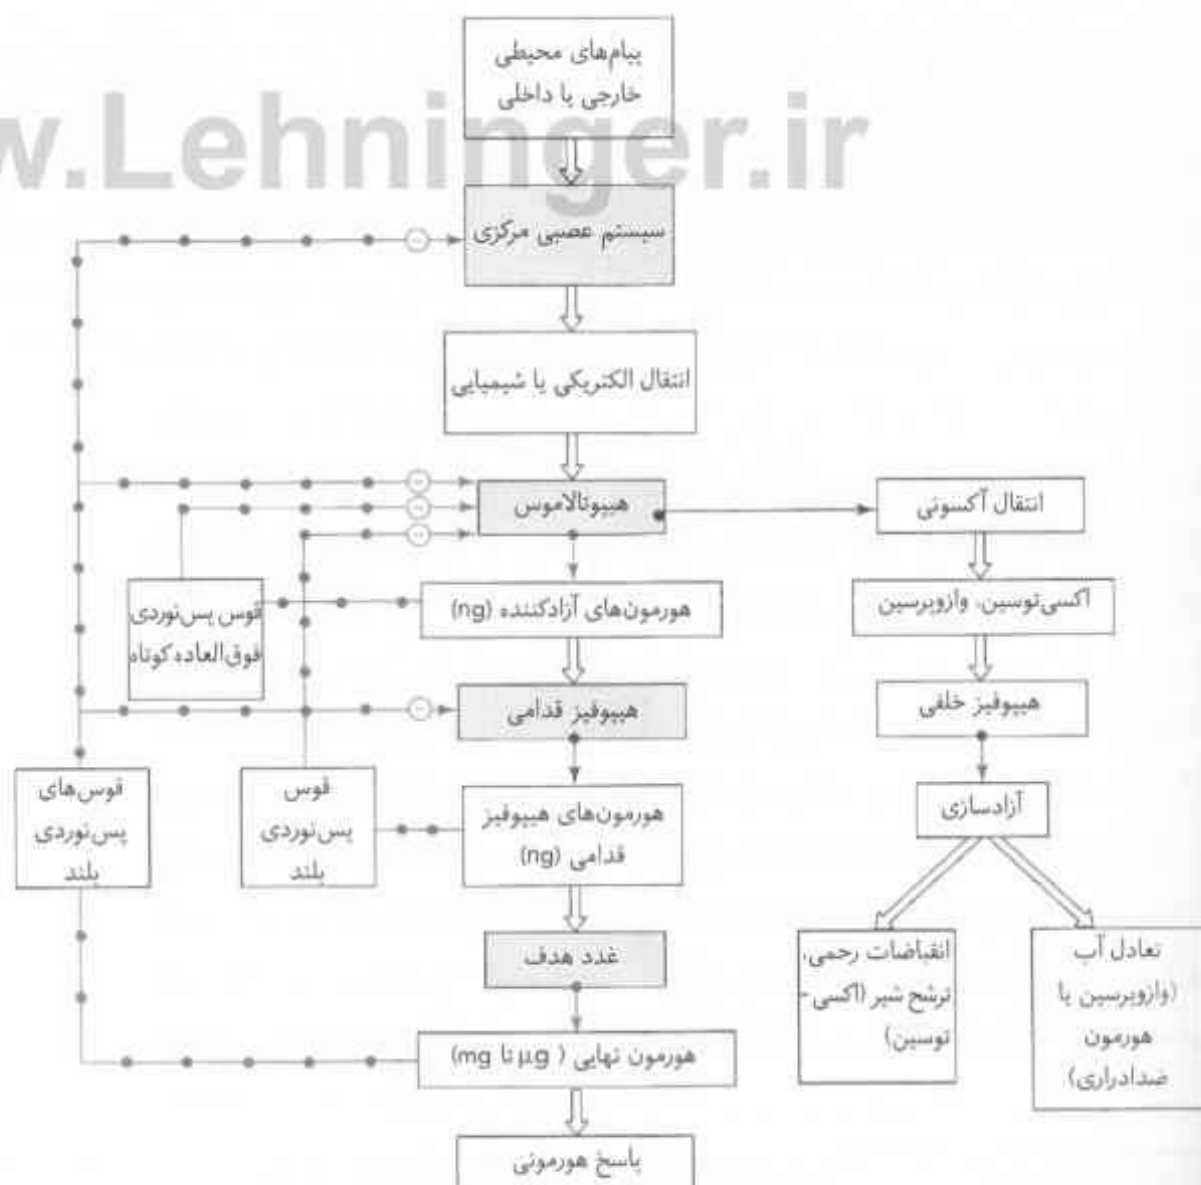 پیام‌های محیطی
خارجی یا داخلی
w.Lehninger.ir
سیستم عصبی مرکزی
انتقال الکتریکی یا شیمیایی
هیپوتالاموس
انتقال آکسونی
هورمون‌های آزادکننده (ng)
قوس پس‌نوردی
فوق‌العاده کوتاه
اکسی‌توسین، وازوپرسین
هیپوفیز قدامی
هیپوفیز خلفی
قوس‌های
پس‌نوردی
بلند
قوس
پس‌نوردی
بلند
هورمون‌های هیپوفیز
قدامی (ng)
آزادسازی
غدد هدف
انقباضات رحمی،
ترشح شیر (اکسی-
توسین)
تعادل آب
(وازوپرسین یا
هورمون
ضدادراری)
هورمون نهایی (µg تا mg)
پاسخ هورمونی